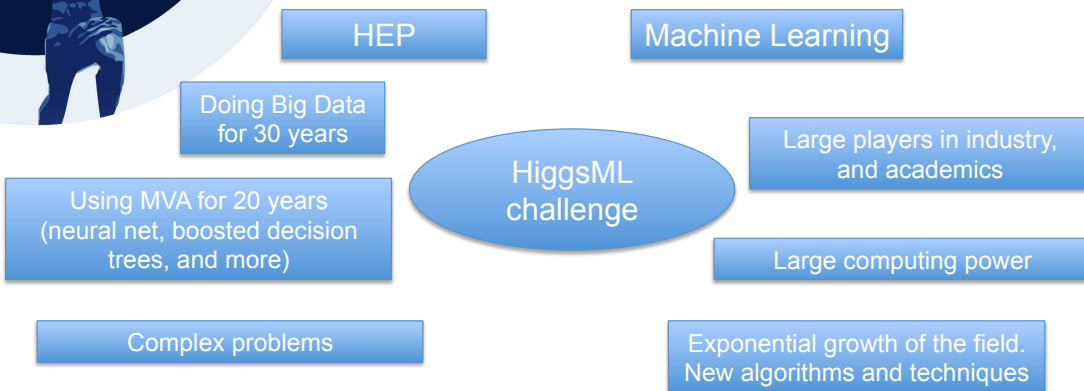 HEP
Machine Learning
Doing Big Data
for 30 years
Large players in industry,
and academics
HiggsML
challenge
Using MVA for 20 years
(neural net, boosted decision
trees, and more)
Large computing power
Complex problems
Exponential growth of the field.
New algorithms and techniques